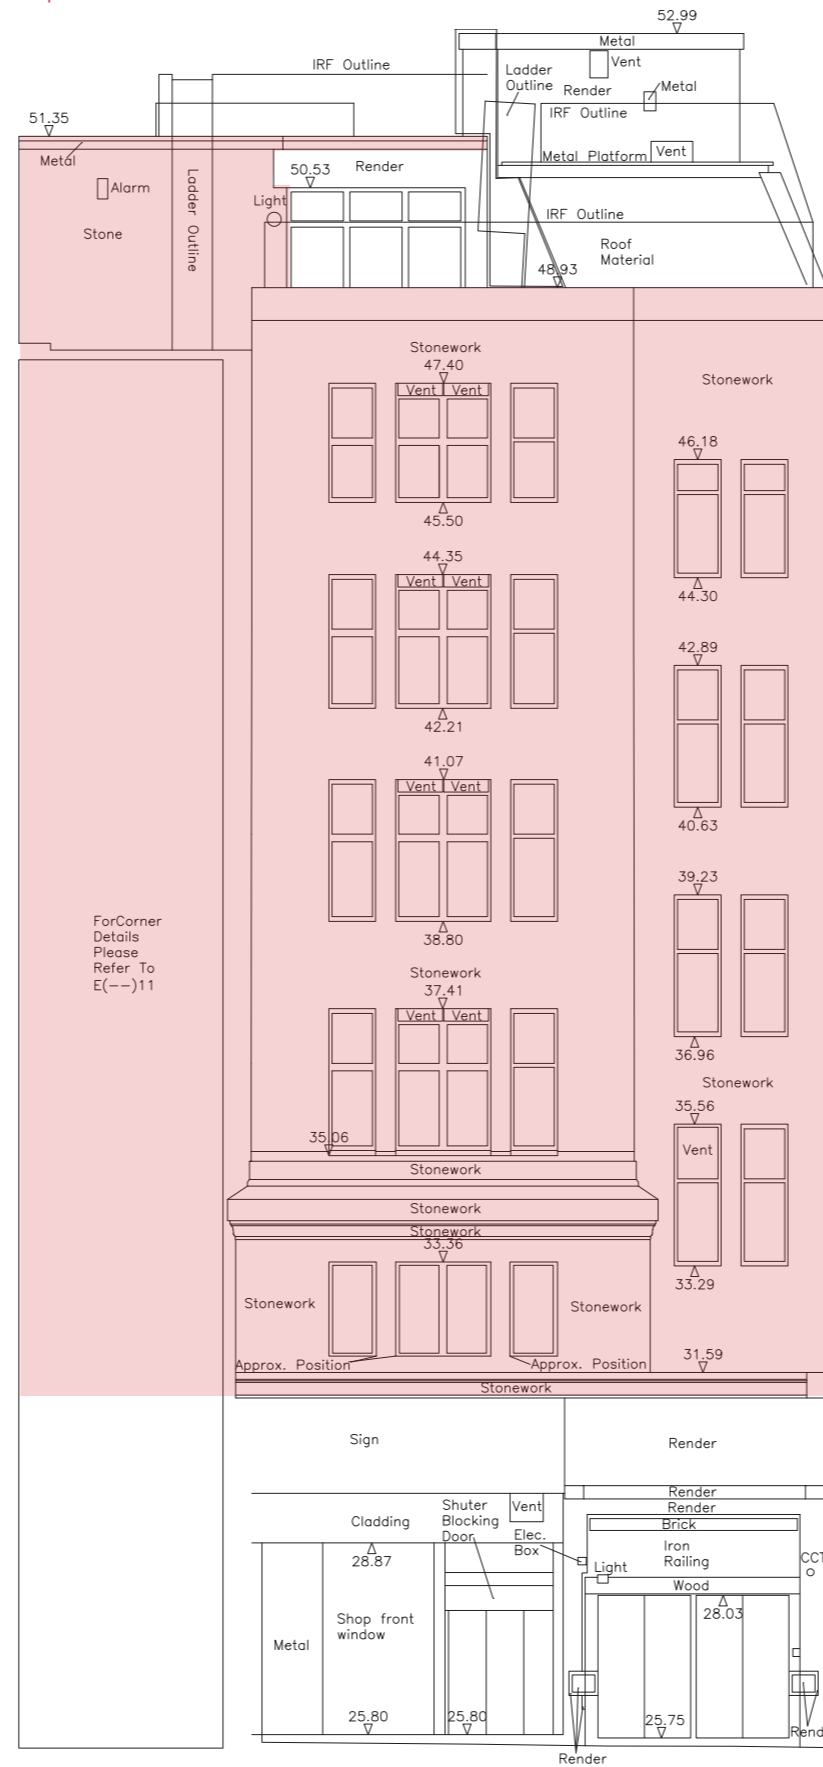 52.99
Metal
IRF Outline
Ladder
Outline
Vent
Render
Metal
IRF Outline
51.35
Metal
Metal Platform
Vent
50.53
Render
Alarm
Ladder Outline
Light
Stone
IRF Outline
Roof
Material
48.93
Stonework
47.40
Vent
Vent
Stonework
46.18
45.50
44.35
Vent
Vent
44.30
42.89
42.21
41.07
Vent
Vent
40.63
39.23
ForCorner
Details
Please
Refer To
E(--)11
38.80
Stonework
37.41
Vent
Vent
36.96
Stonework
35.56
35.06
Vent
Stonework
Stonework
Stonework
33.36
33.29
Stonework
Stonework
31.59
Approx. Position
Approx. Position
Stonework
Sign
Render
Render
Render
Shuter
Blocking
Door
Vent
Cladding
Brick
Elec.
Box
Iron
Railing
28.87
Light
CCT
Wood
28.03
Shop front
window
Metal
25.80
25.80
25.75
Rend
Render